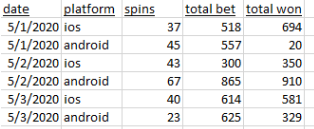 date platform spins total bet total won
5/1/2020 ios 37 518 694
5/1/2020 android 45 557 20
5/2/2020 ios 43 300 350
5/2/2020 android 67 865 910
5/3/2020 ios 40 614 581
5/3/2020 android 23 625 329